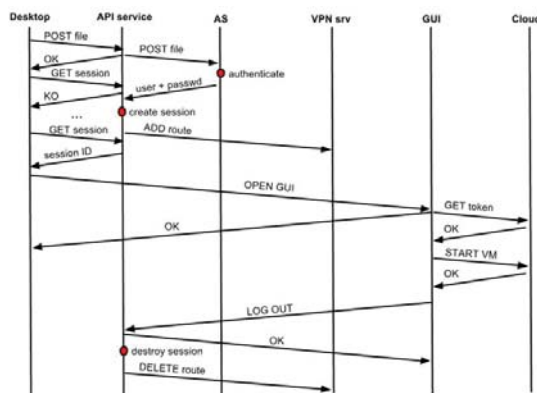 Desktop API service AS VPN srv GUI Cloud
POST file
POST file
OK
authenticate
GET session
user + passwd
KO
create session
...
GET session
ADD route
session ID
OPEN GUI
GET token
OK
OK
START VM
OK
LOG OUT
OK
destroy session
DELETE route